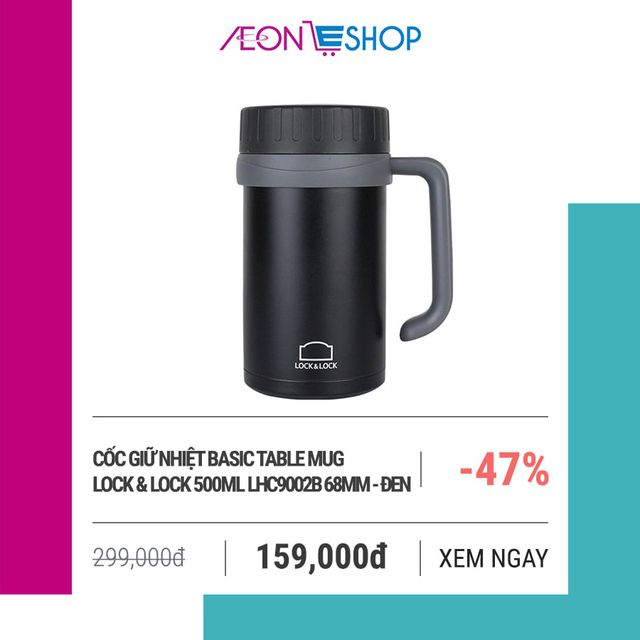 ÆON ESHOP
LOCK&LOCK
CỐC GIỮ NHIỆT BASIC TABLE MUG
LOCK & LOCK 500ML LHC9002B 68MM - ĐEN
-47%
299,000đ
159,000đ
XEM NGAY